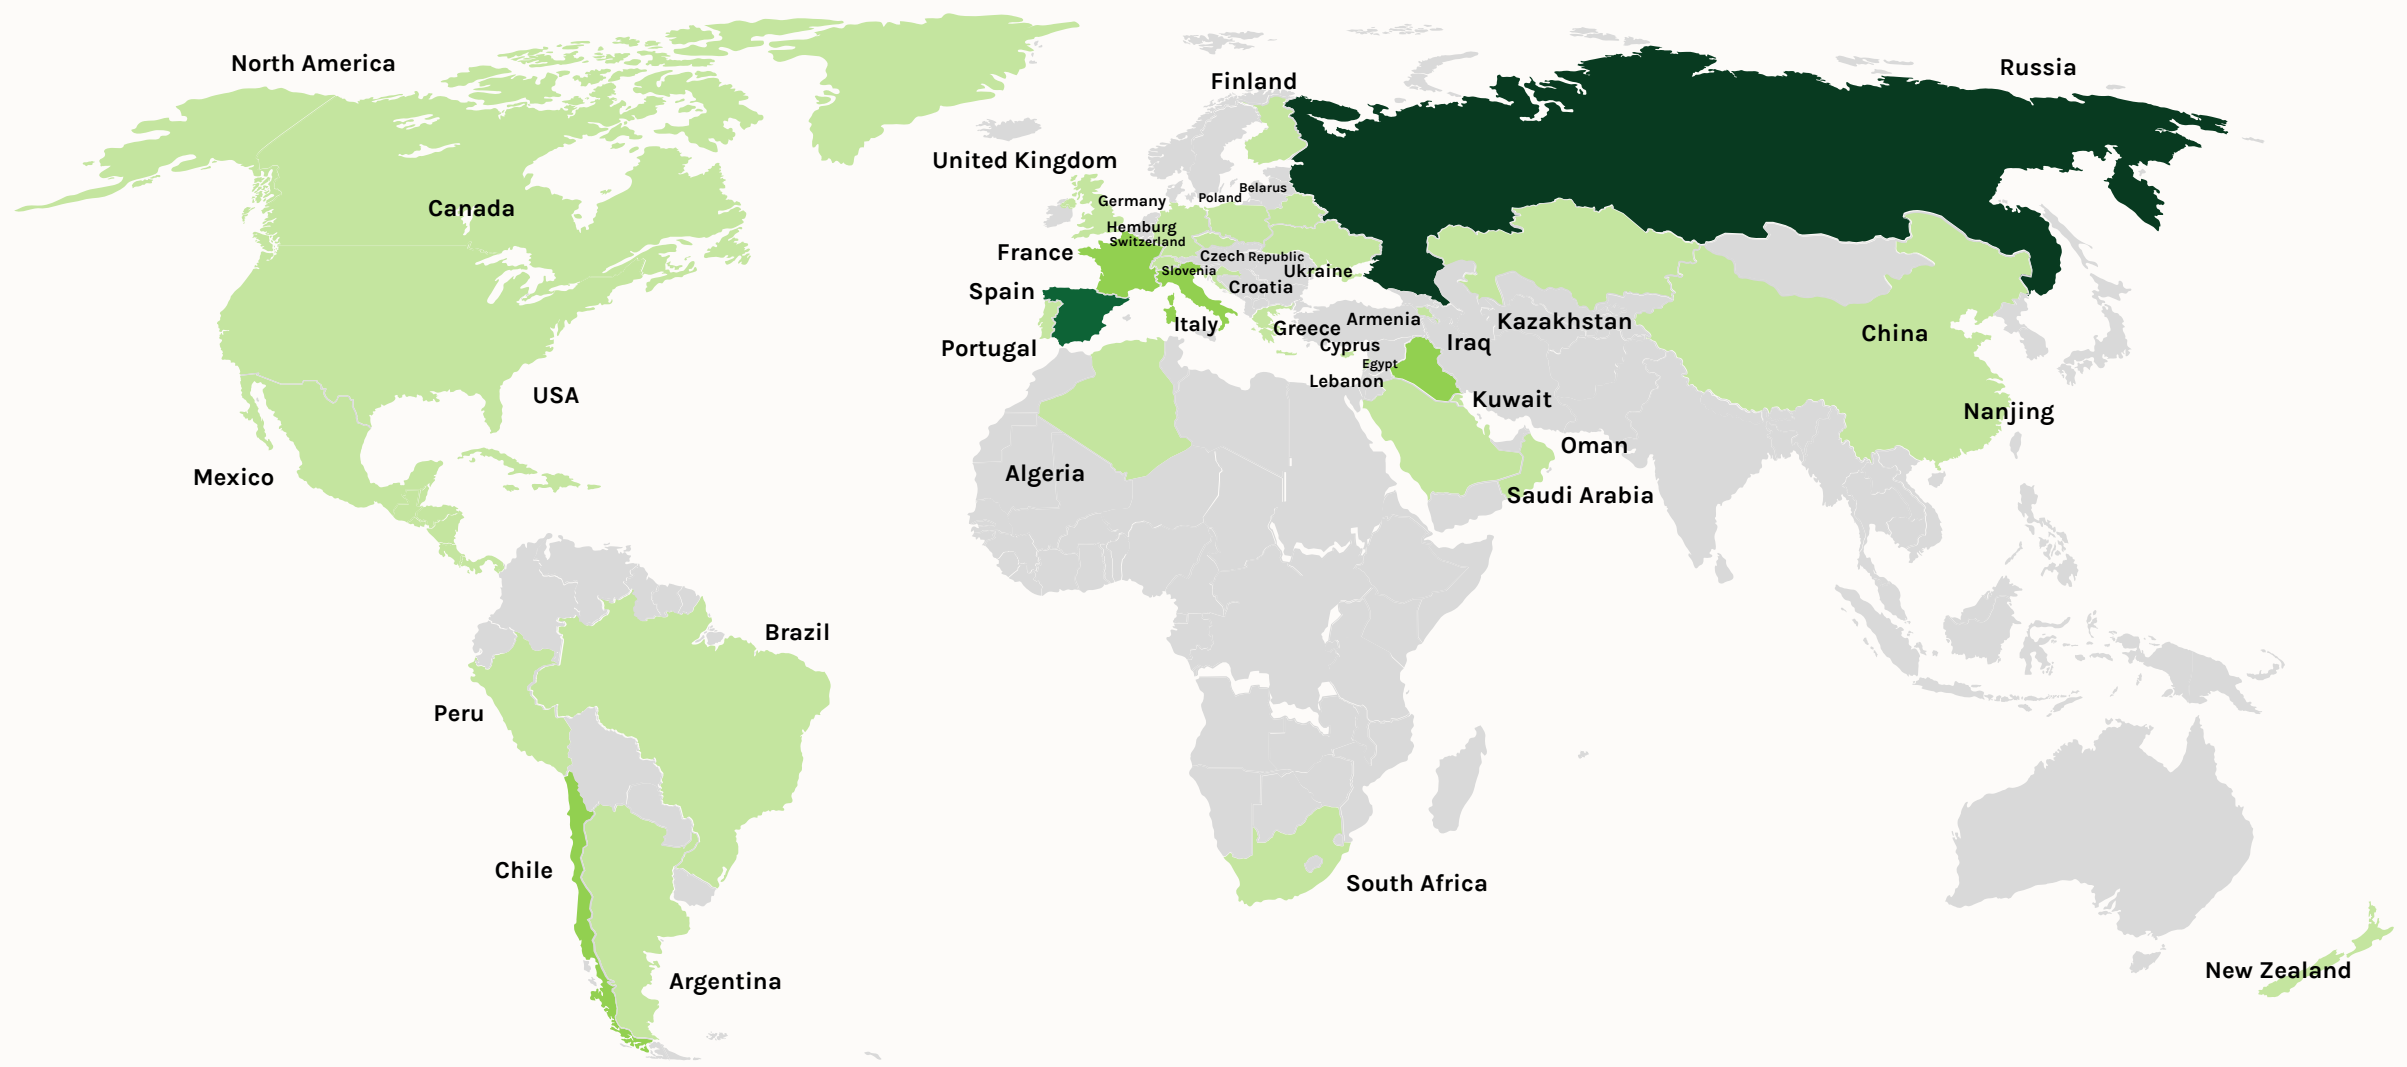 North America
Russia
Finland
United Kingdom
Belarus
Poland
Germany
Canada
Hemburg
Switzerland
France
Czech Republic
Slovenia
Ukraine
Croatia
Spain
Italy
Greece
Armenia
Kazakhstan
China
Cyprus
Iraq
Portugal
Egypt
Lebanon
USA
Kuwait
Nanjing
Oman
Algeria
Mexico
Saudi Arabia
Brazil
Peru
Chile
South Africa
Argentina
New Zealand